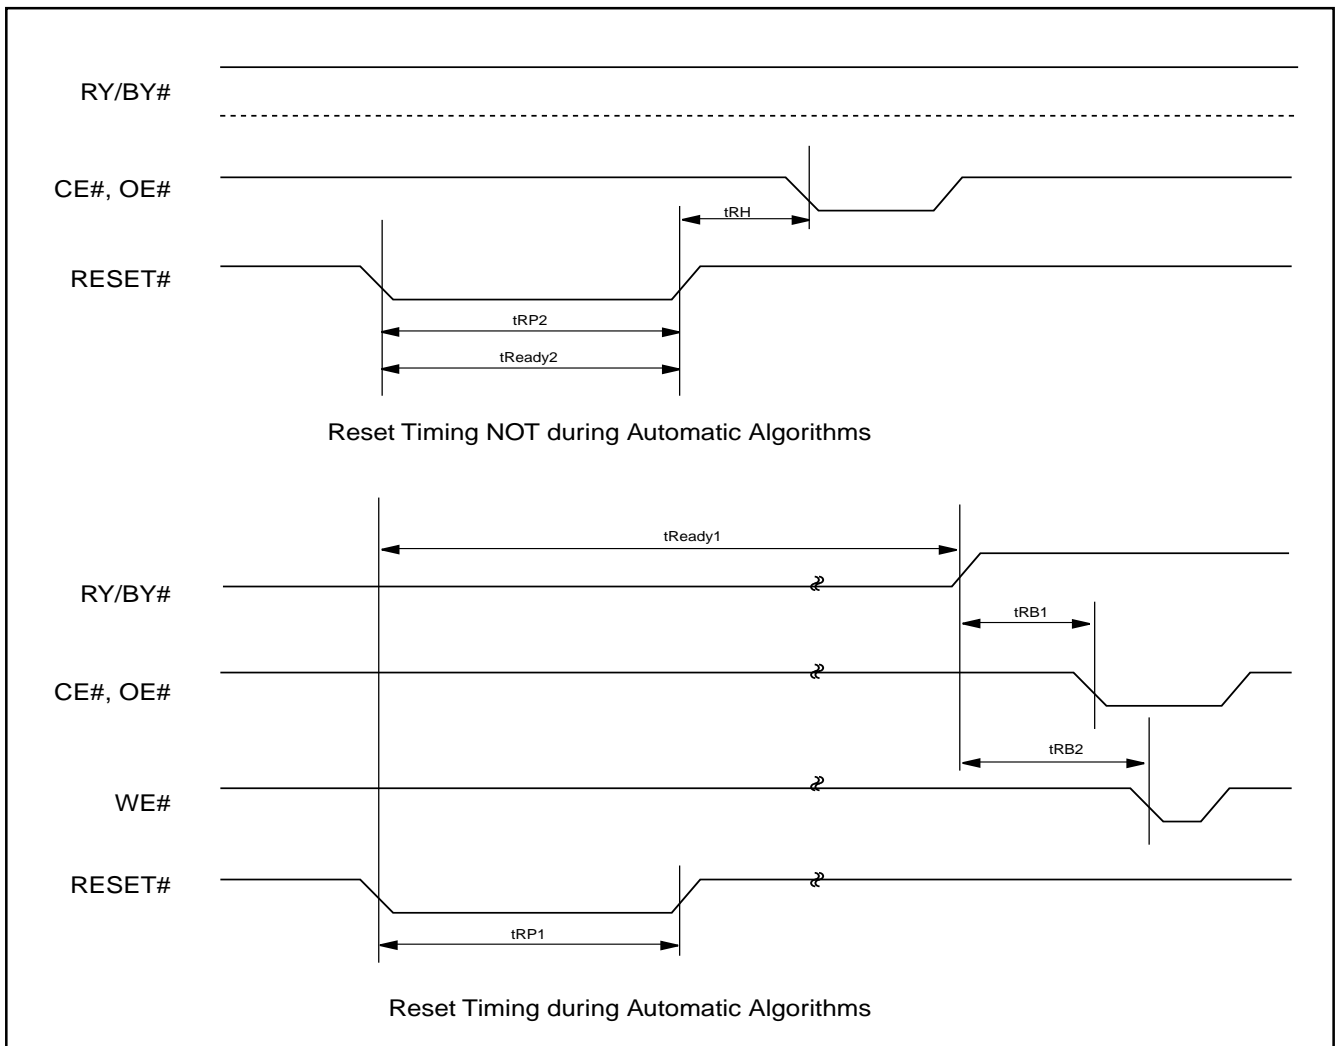 RY/BY#
CE#, OE#
tRH
RESET#
tRP2
tReady2
Reset Timing NOT during Automatic Algorithms
tReady1
RY/BY#
tRB1
CE#, OE#
tRB2
WE#
RESET#
tRP1
Reset Timing during Automatic Algorithms